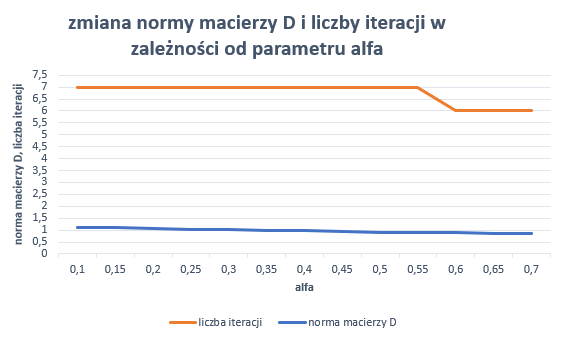 zmiana normy macierzy D i liczby iteracji w
zależności od parametru alfa
norma macierzy D, liczba iteracji
7,5
7
6,5
6
5,5
5
4,5
4
3,5
3
2,5
2
1,5
1
0,5
0
0,1 0,15 0,2 0,25 0,3 0,35 0,4 0,45 0,5 0,55 0,6 0,65 0,7
alfa
liczba iteracji norma macierzy D